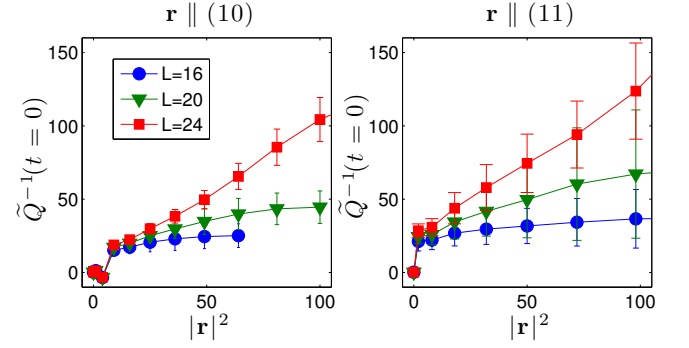 r ∥ (10)
150
100
50
0
Q̃⁻¹(t = 0)
L=16
L=20
L=24
0
50
100
|r|²
r ∥ (11)
150
100
50
0
Q̃⁻¹(t = 0)
0
50
100
|r|²